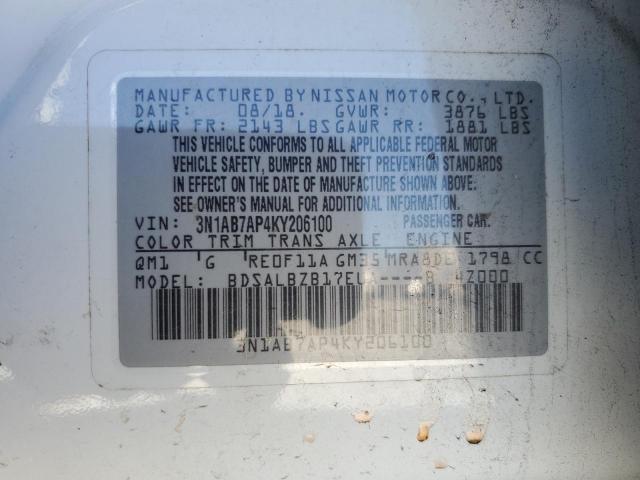 MANUFACTURED BY NISSAN MOTOR CO., LTD.
DATE: 08/18. GVWR: 3876 LBS
GAWR FR: 2143 LBS GAWR RR: 1881 LBS
THIS VEHICLE CONFORMS TO ALL APPLICABLE FEDERAL MOTOR
VEHICLE SAFETY, BUMPER AND THEFT PREVENTION STANDARDS
IN EFFECT ON THE DATE OF MANUFACTURE SHOWN ABOVE.
SEE OWNER'S MANUAL FOR ADDITIONAL INFORMATION.
VIN: 3N1AB7AP4KY206100 PASSENGER CAR.
COLOR TRIM TRANS AXLE ENGINE
QM1 G RE0F11A GM35 MRA8DE 1798 CC
MODEL:
3N1AB7AP4KY206100